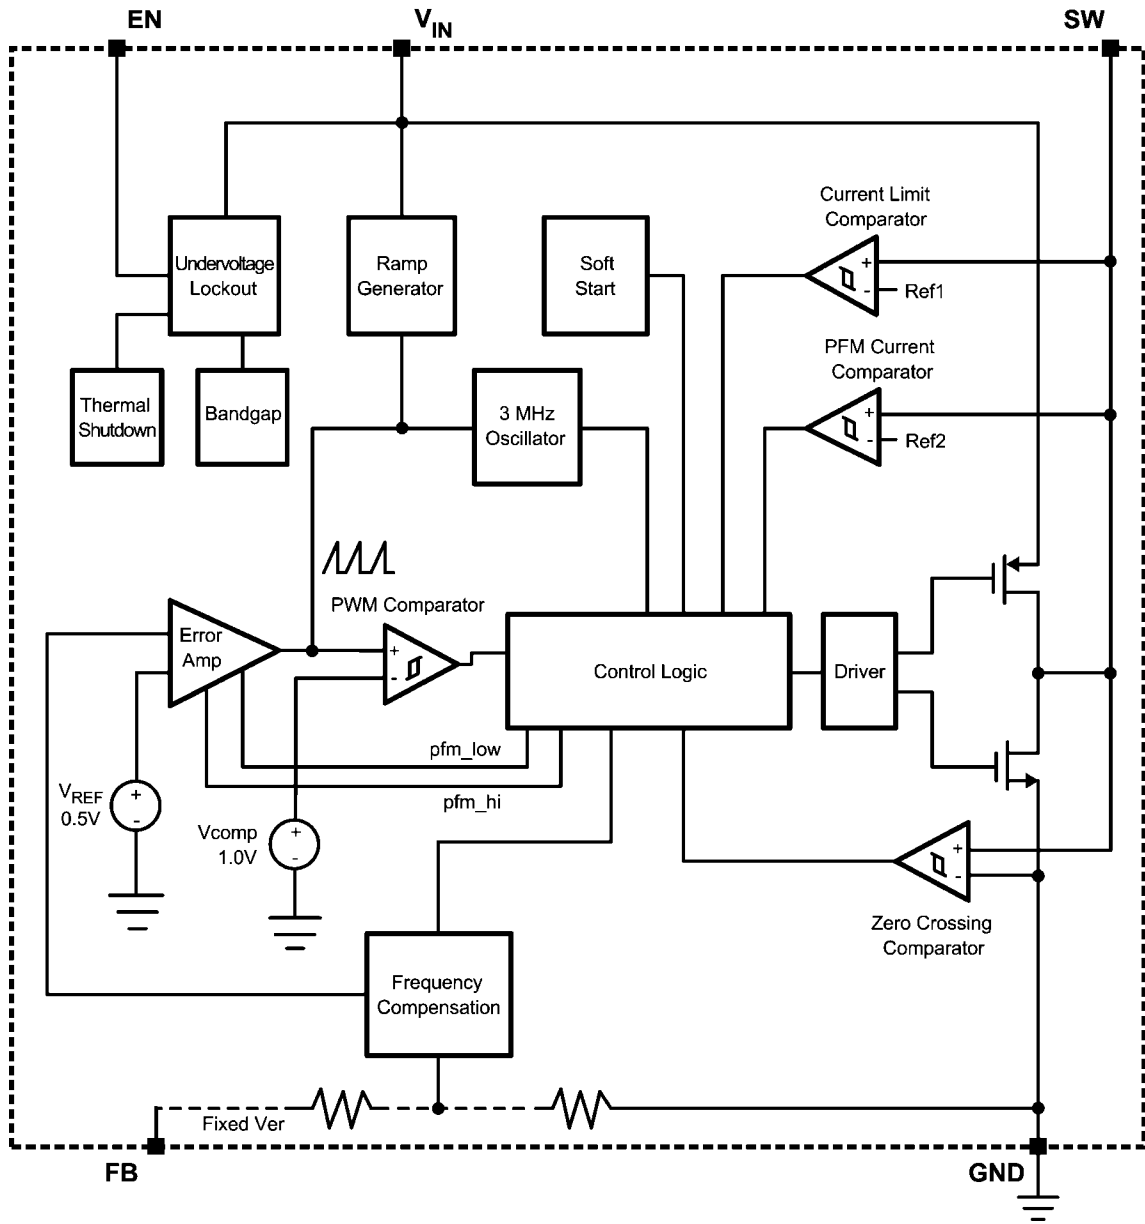 EN
VIN
SW
Current Limit
Comparator
+
-
Ref1
Undervoltage
Lockout
Ramp
Generator
Soft
Start
PFM Current
Comparator
+
-
Ref2
Thermal
Shutdown
Bandgap
3 MHz
Oscillator
PWM Comparator
Error
Amp
+
-
Control Logic
Driver
pfm_low
pfm_hi
VREF
0.5V
+
-
Vcomp
1.0V
+
-
+
-
Zero Crossing
Comparator
Frequency
Compensation
Fixed Ver
FB
GND